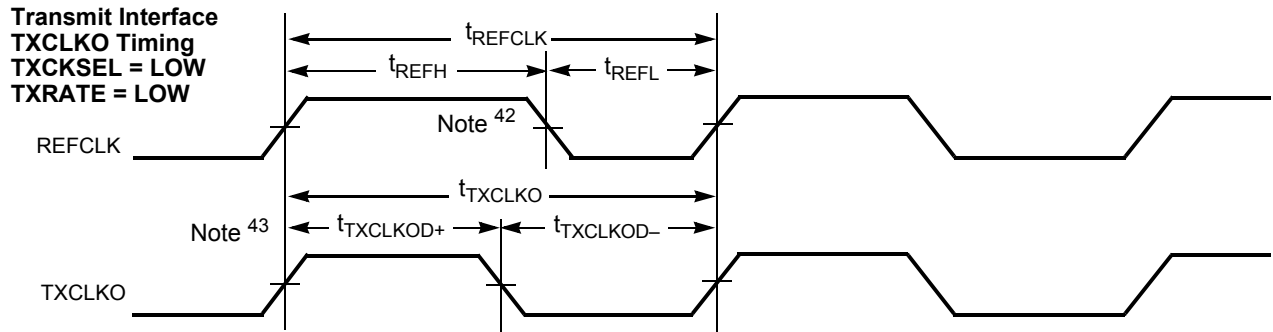 Transmit Interface
TXCLKO Timing
TXCKSEL = LOW
TXRATE = LOW
tREFCLK
tREFH
tREFL
Note 42
REFCLK
tTXCLKO
Note 43
tTXCLKOD+
tTXCLKOD–
TXCLKO